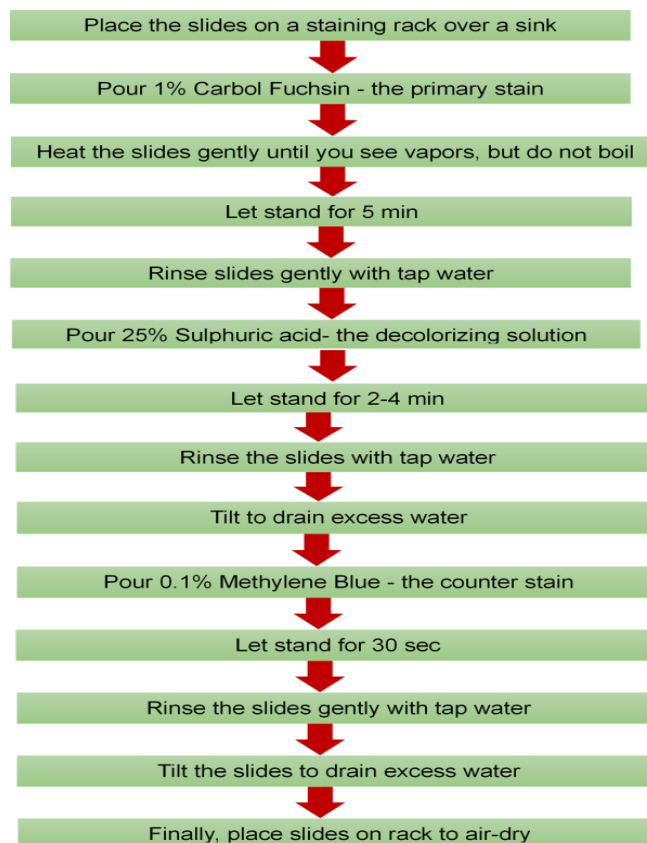 Place the slides on a staining rack over a sink
Pour 1% Carbol Fuchsin - the primary stain
Heat the slides gently until you see vapors, but do not boil
Let stand for 5 min
Rinse slides gently with tap water
Pour 25% Sulphuric acid- the decolorizing solution
Let stand for 2-4 min
Rinse the slides with tap water
Tilt to drain excess water
Pour 0.1% Methylene Blue - the counter stain
Let stand for 30 sec
Rinse the slides gently with tap water
Tilt the slides to drain excess water
Finally, place slides on rack to air-dry